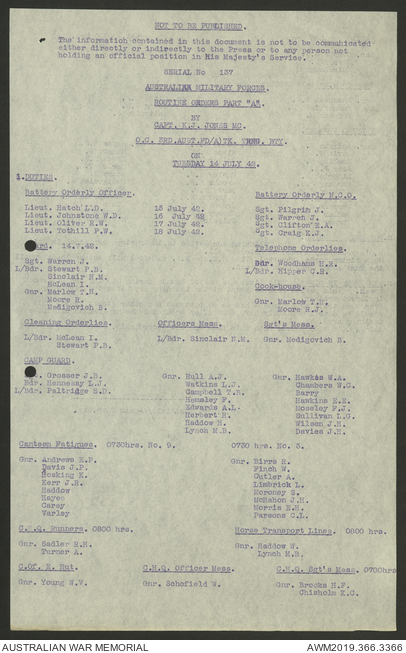 NOT TO BE PUBLISHED.
The information contained in this document is not to be communicated
either directly or indirectly to the Press or to any person not
holding an official position in His Majesty's Service.
SERIAL No 137
AUSTRALIAN MILITARY FORCES.
ROUTINE ORDERS PART "A".
BY
CAPT. K.F. JONES MC.
O.C. 3RD.AUST.FD/A)TK. TRNG. BTY.
ON
TUESDAY 14 JULY 42.
1.DUTIES.
Battery Orderly Officer. Battery Orderly N.C.O.
Lieut. Hatch L.D. 15 July 42. Sgt. Pilgrim J.
Lieut. Johnstone W.D. 16 July 42 Sgt. Warren J.
Lieut. Oliver R.W. 17 July 42. Sgt. Clifton E.A.
Lieut. Tothill P.W. 18 July 42. Sgt. Craig K.J.
Guard 14.7.42. Telephone Orderlies.
Sgt. Warren J. Bdr. Woodhams H.R.
L/Bdr. Stewart P.B. L/Bdr. Kipper C.S.
Sinclair N.M.
McLean I. Cook-house.
Gnr. Marlow T.H. Gnr. Marlow T.H.
Moore R. Moore R.J.
Medigovich B.
Cleaning Orderlies. Officers Mess. Sgt's Mess.
L/Bdr. McLean I. L/Bdr. Sinclair N.M. Gnr. Medigovich B.
Stewart P.B.
CAMP GUARD.
Grosser J.B. Gnr. Hull A.J. Gnr. Hawkis W.A.
Bdr. Hennessy L.J. Watkins L.J. Chambers W.C.
L/Bdr. Paltridge E.D. Campbell T.B. Barry
Hemsley F. Hawkins E.E.
Edwards A.L. Moseley F.J.
Herbert R. Sullivan L.G.
Haddow H. Wilson J.H.
Lynch M.B. Davies J.H.
Canteen Fatigues. 0730hrs. No. 9. 0730 hrs. No. 3.
Gnr. Andrews K.P. Gnr. Birrs R.
Davis J.P. Finch W.
Hosking K. Cutler A.
Kerr J.S. Limbrick L.
Haddow Moroney S.
Hayes McMahon J.H.
Carey Morris E.H.
Varley Parsons C.L.
C.H.Q. Runners. 0800 hrs. Horse Transport Lines. 0800 hrs.
Gnr. Sadler R.H. Gnr. Haddow W.
Turner A. Lynch M.B.
C.Of. E. Hut. C.H.Q. Officer Mess. C.H.Q. Sgt's Mess. 0700hrs
Gnr. Young W.V. Gnr. Schofield W. Gnr. Brooks H.F.
Chisholm K.C.
AUSTRALIAN WAR MEMORIAL AWM2019.366.3366